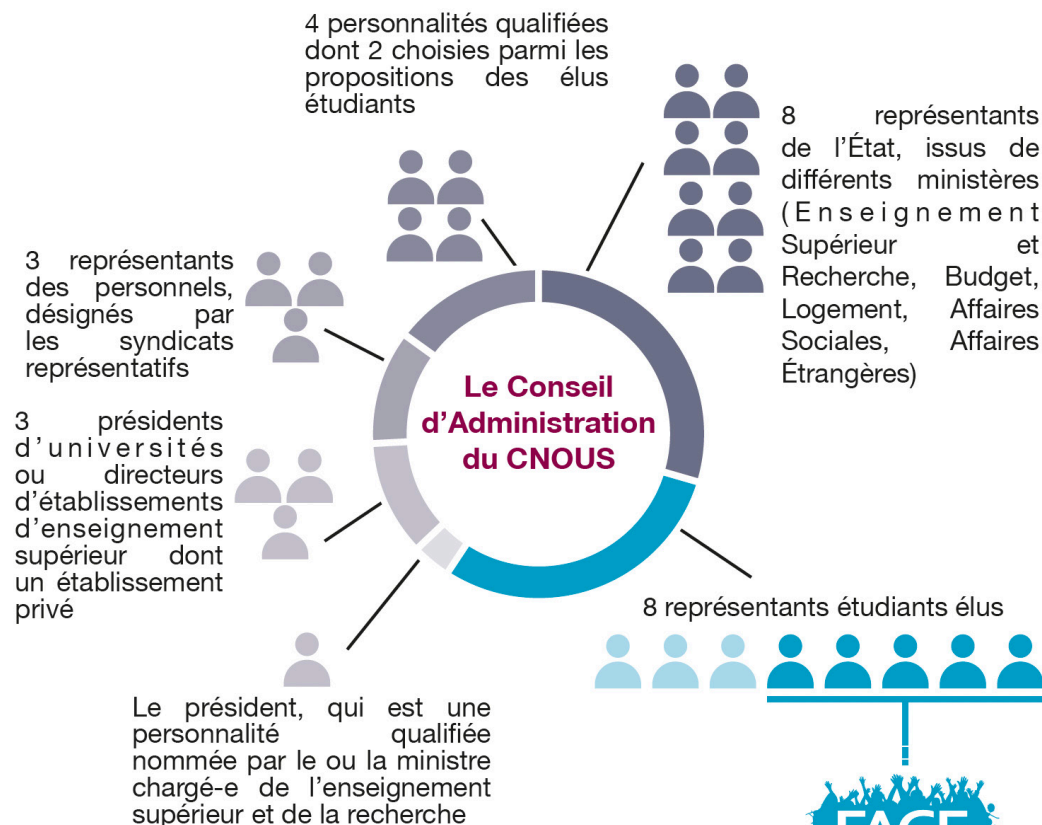 4 personnalités qualifiées
dont 2 choisies parmi les
propositions des élus
étudiants
8 représentants
de l’État, issus de
différents ministères
(Enseignement
Supérieur et
Recherche, Budget,
Logement, Affaires
Sociales, Affaires
Étrangères)
3 représentants
des personnels,
désignés par
les syndicats
représentatifs
Le Conseil
d’Administration
du CNOUS
3 présidents
d’universités
ou directeurs
d’établissements
d’enseignement
supérieur dont
un établissement
privé
8 représentants étudiants élus
Le président, qui est une
personnalité qualifiée
nommée par le ou la ministre
chargé-e de l’enseignement
supérieur et de la recherche